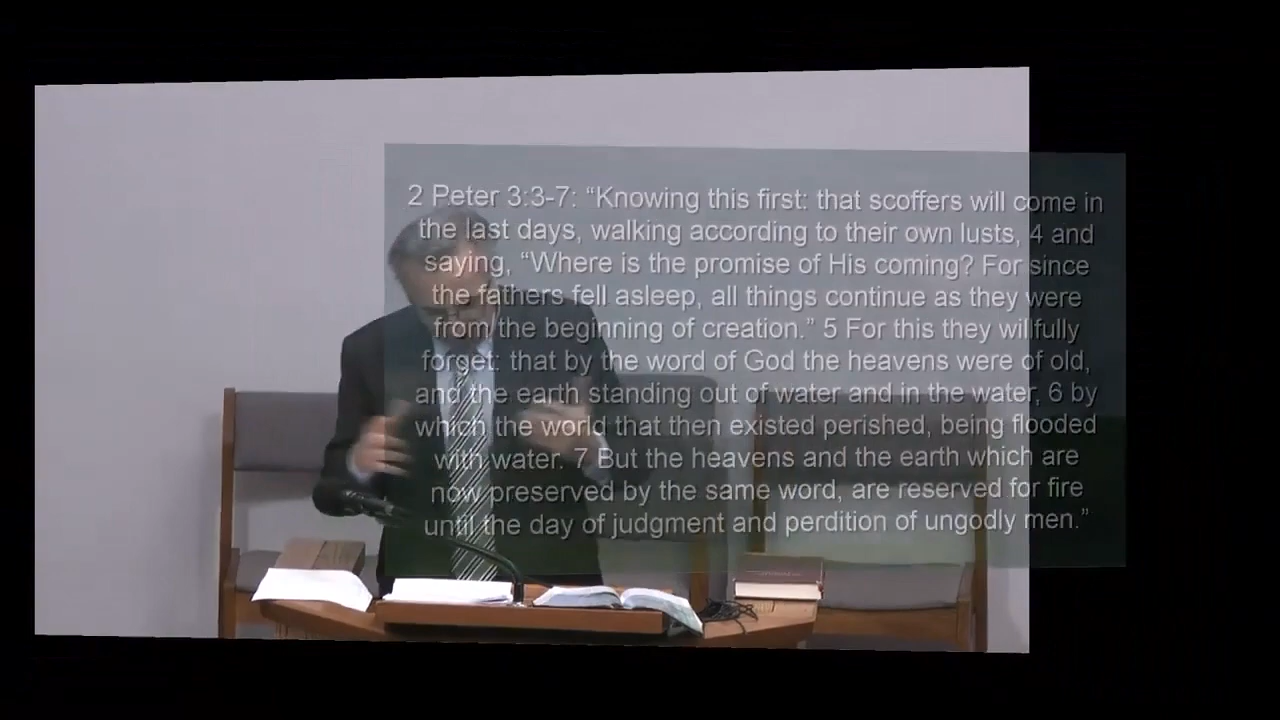 2 Peter 3:3-7: “Knowing this first: that scoffers will come in
the last days, walking according to their own lusts, 4 and
saying, “Where is the promise of His coming? For since
the fathers fell asleep, all things continue as they were
from the beginning of creation.” 5 For this they willfully
forget: that by the word of God the heavens were of old,
and the earth standing out of water and in the water, 6 by
which the world that then existed perished, being flooded
with water. 7 But the heavens and the earth which are
now preserved by the same word, are reserved for fire
until the day of judgment and perdition of ungodly men.”